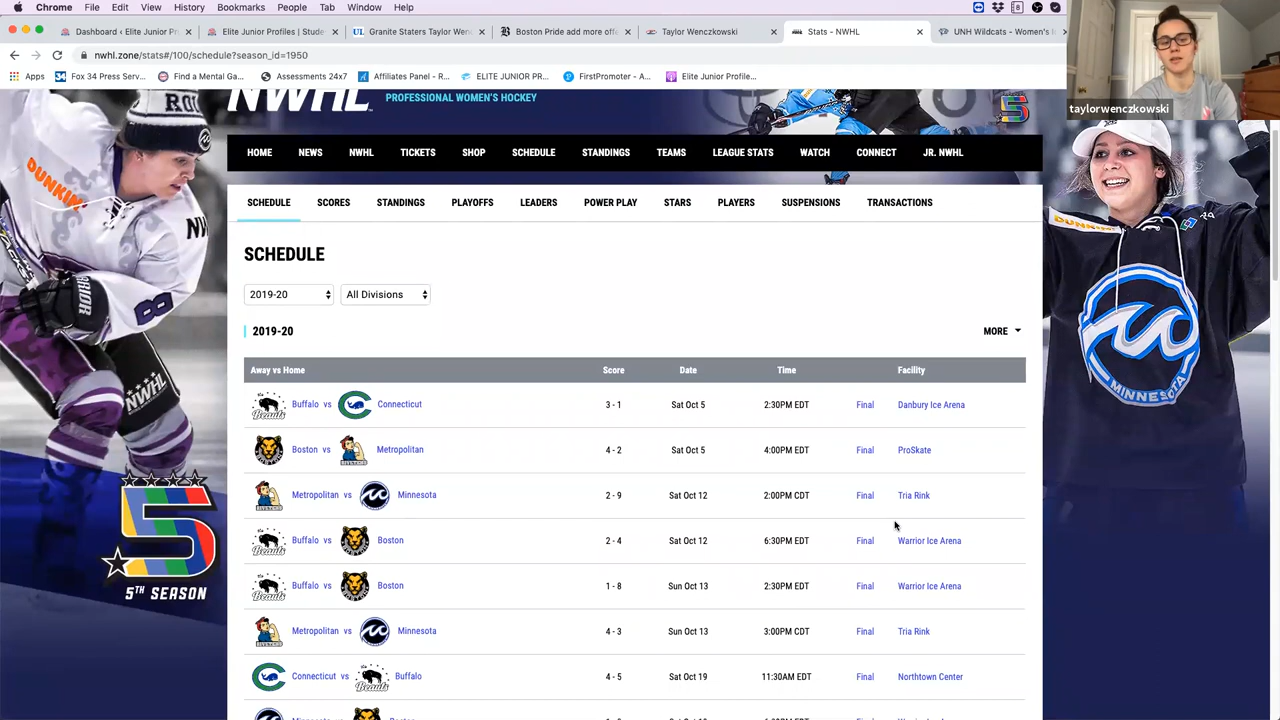 Chrome File Edit View History Bookmarks People Tab Window Help
Dashboard ‹ Elite Junior Pr Elite Junior Profiles | Stude Granite Staters Taylor Wen Boston Pride add more off Taylor Wenczkowski Stats - NWHL UNH Wildcats - Women's
nwhl.zone/stats#/100/schedule?season_id=1950
Apps Fox 34 Press Serv... Find a Mental Ga... Assessments 24x7 Affiliates Panel - R... ELITE JUNIOR PR... FirstPromoter - A... Elite Junior Profile...
taylorwenczkowski
NWHL PROFESSIONAL WOMEN'S HOCKEY
HOME NEWS NWHL TICKETS SHOP SCHEDULE STANDINGS TEAMS LEAGUE STATS WATCH CONNECT JR. NWHL
SCHEDULE SCORES STANDINGS PLAYOFFS LEADERS POWER PLAY STARS PLAYERS SUSPENSIONS TRANSACTIONS
SCHEDULE
2019-20 All Divisions
2019-20 MORE
Away vs Home Score Date Time Facility
Buffalo vs Connecticut 3 - 1 Sat Oct 5 2:30PM EDT Final Danbury Ice Arena
Boston vs Metropolitan 4 - 2 Sat Oct 5 4:00PM EDT Final ProSkate
Metropolitan vs Minnesota 2 - 9 Sat Oct 12 2:00PM CDT Final Tria Rink
Buffalo vs Boston 2 - 4 Sat Oct 12 6:30PM EDT Final Warrior Ice Arena
Buffalo vs Boston 1 - 8 Sun Oct 13 2:30PM EDT Final Warrior Ice Arena
Metropolitan vs Minnesota 4 - 3 Sun Oct 13 3:00PM CDT Final Tria Rink
Connecticut vs Buffalo 4 - 5 Sat Oct 19 11:30AM EDT Final Northtown Center
DUNKIN'
NWHL
5
5TH SEASON
MINNESOTA